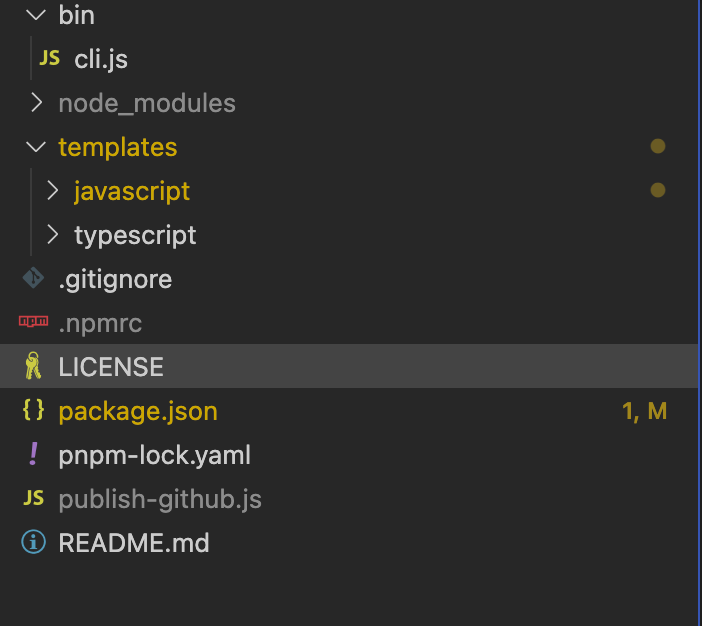 bin
JS cli.js
node_modules
templates
javascript
typescript
.gitignore
npm .npmrc
LICENSE
{} package.json 1, M
! pnpm-lock.yaml
JS publish-github.js
i README.md